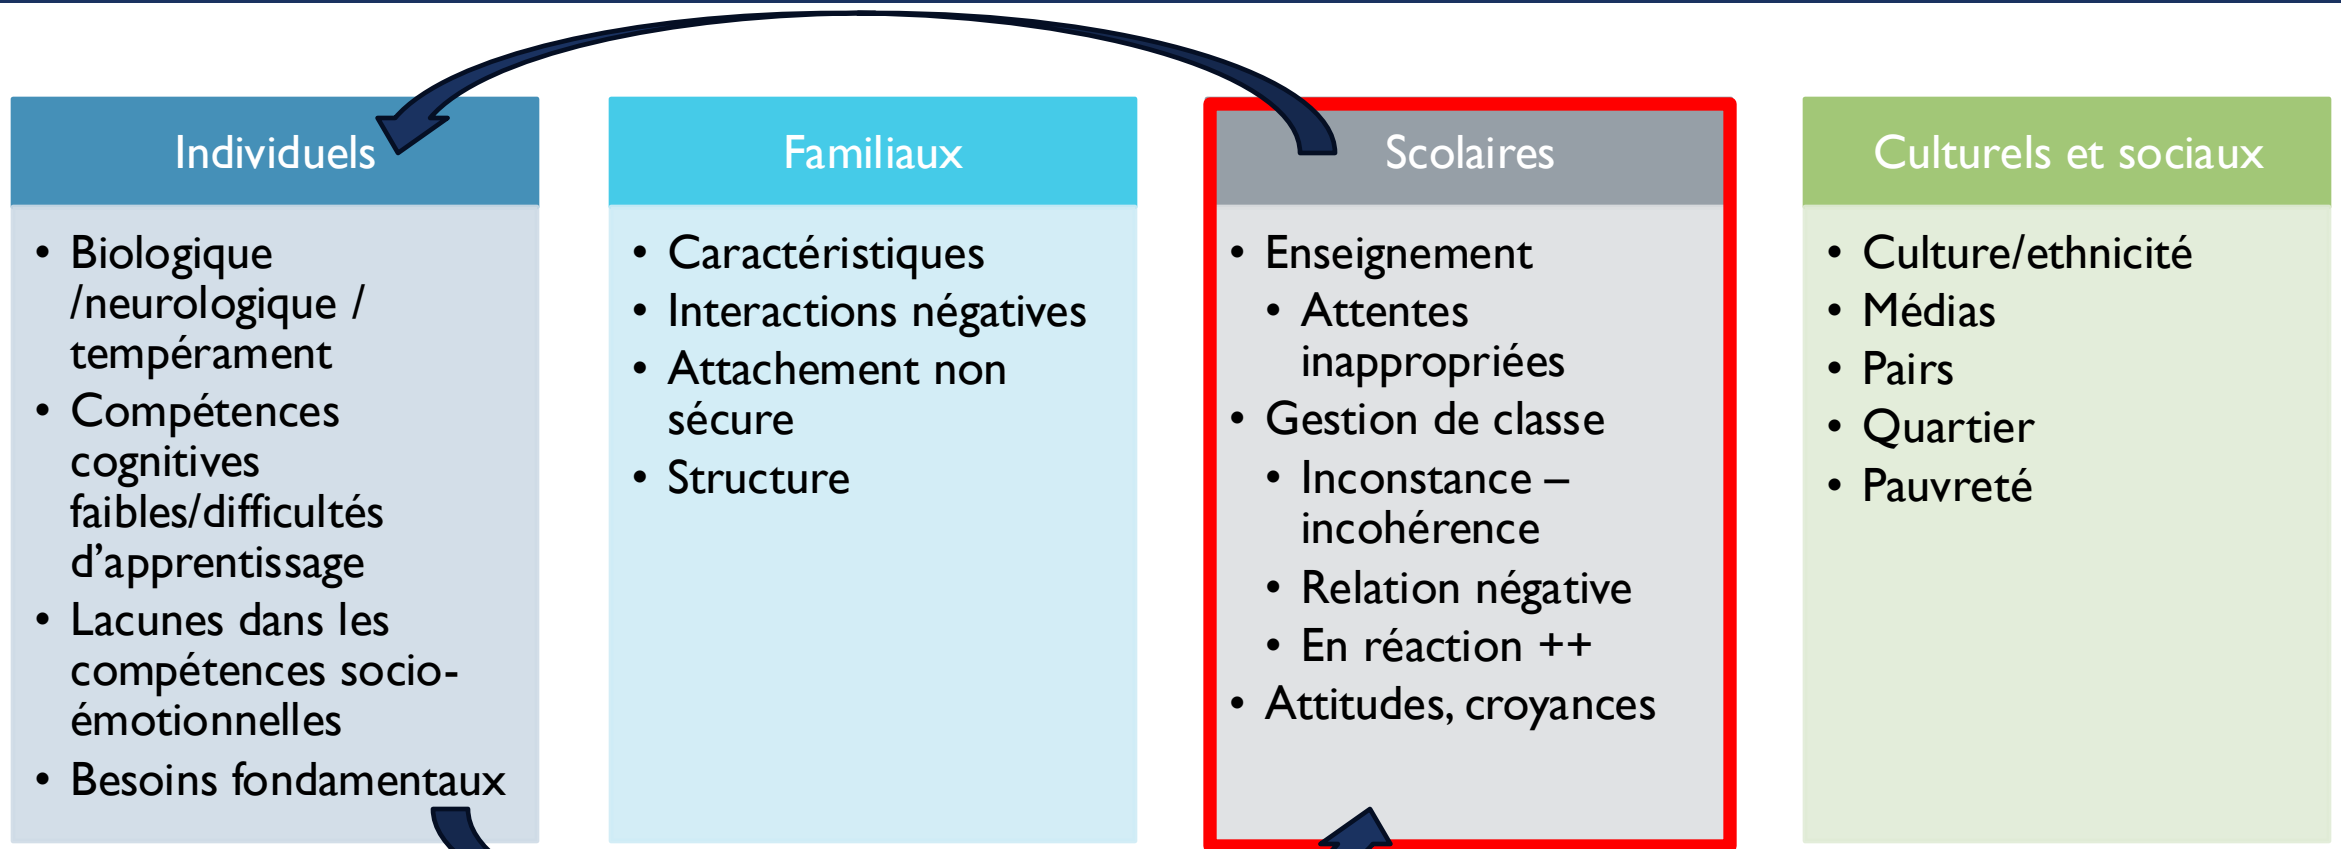 Individuels
• Biologique
/neurologique /
tempérament
• Compétences
cognitives
faibles/difficultés
d’apprentissage
• Lacunes dans les
compétences socio-
émotionnelles
• Besoins fondamentaux
Familiaux
• Caractéristiques
• Interactions négatives
• Attachement non
sécure
• Structure
Scolaires
• Enseignement
• Attentes
inappropriées
• Gestion de classe
• Inconstance –
incohérence
• Relation négative
• En réaction ++
• Attitudes, croyances
Culturels et sociaux
• Culture/ethnicité
• Médias
• Pairs
• Quartier
• Pauvreté